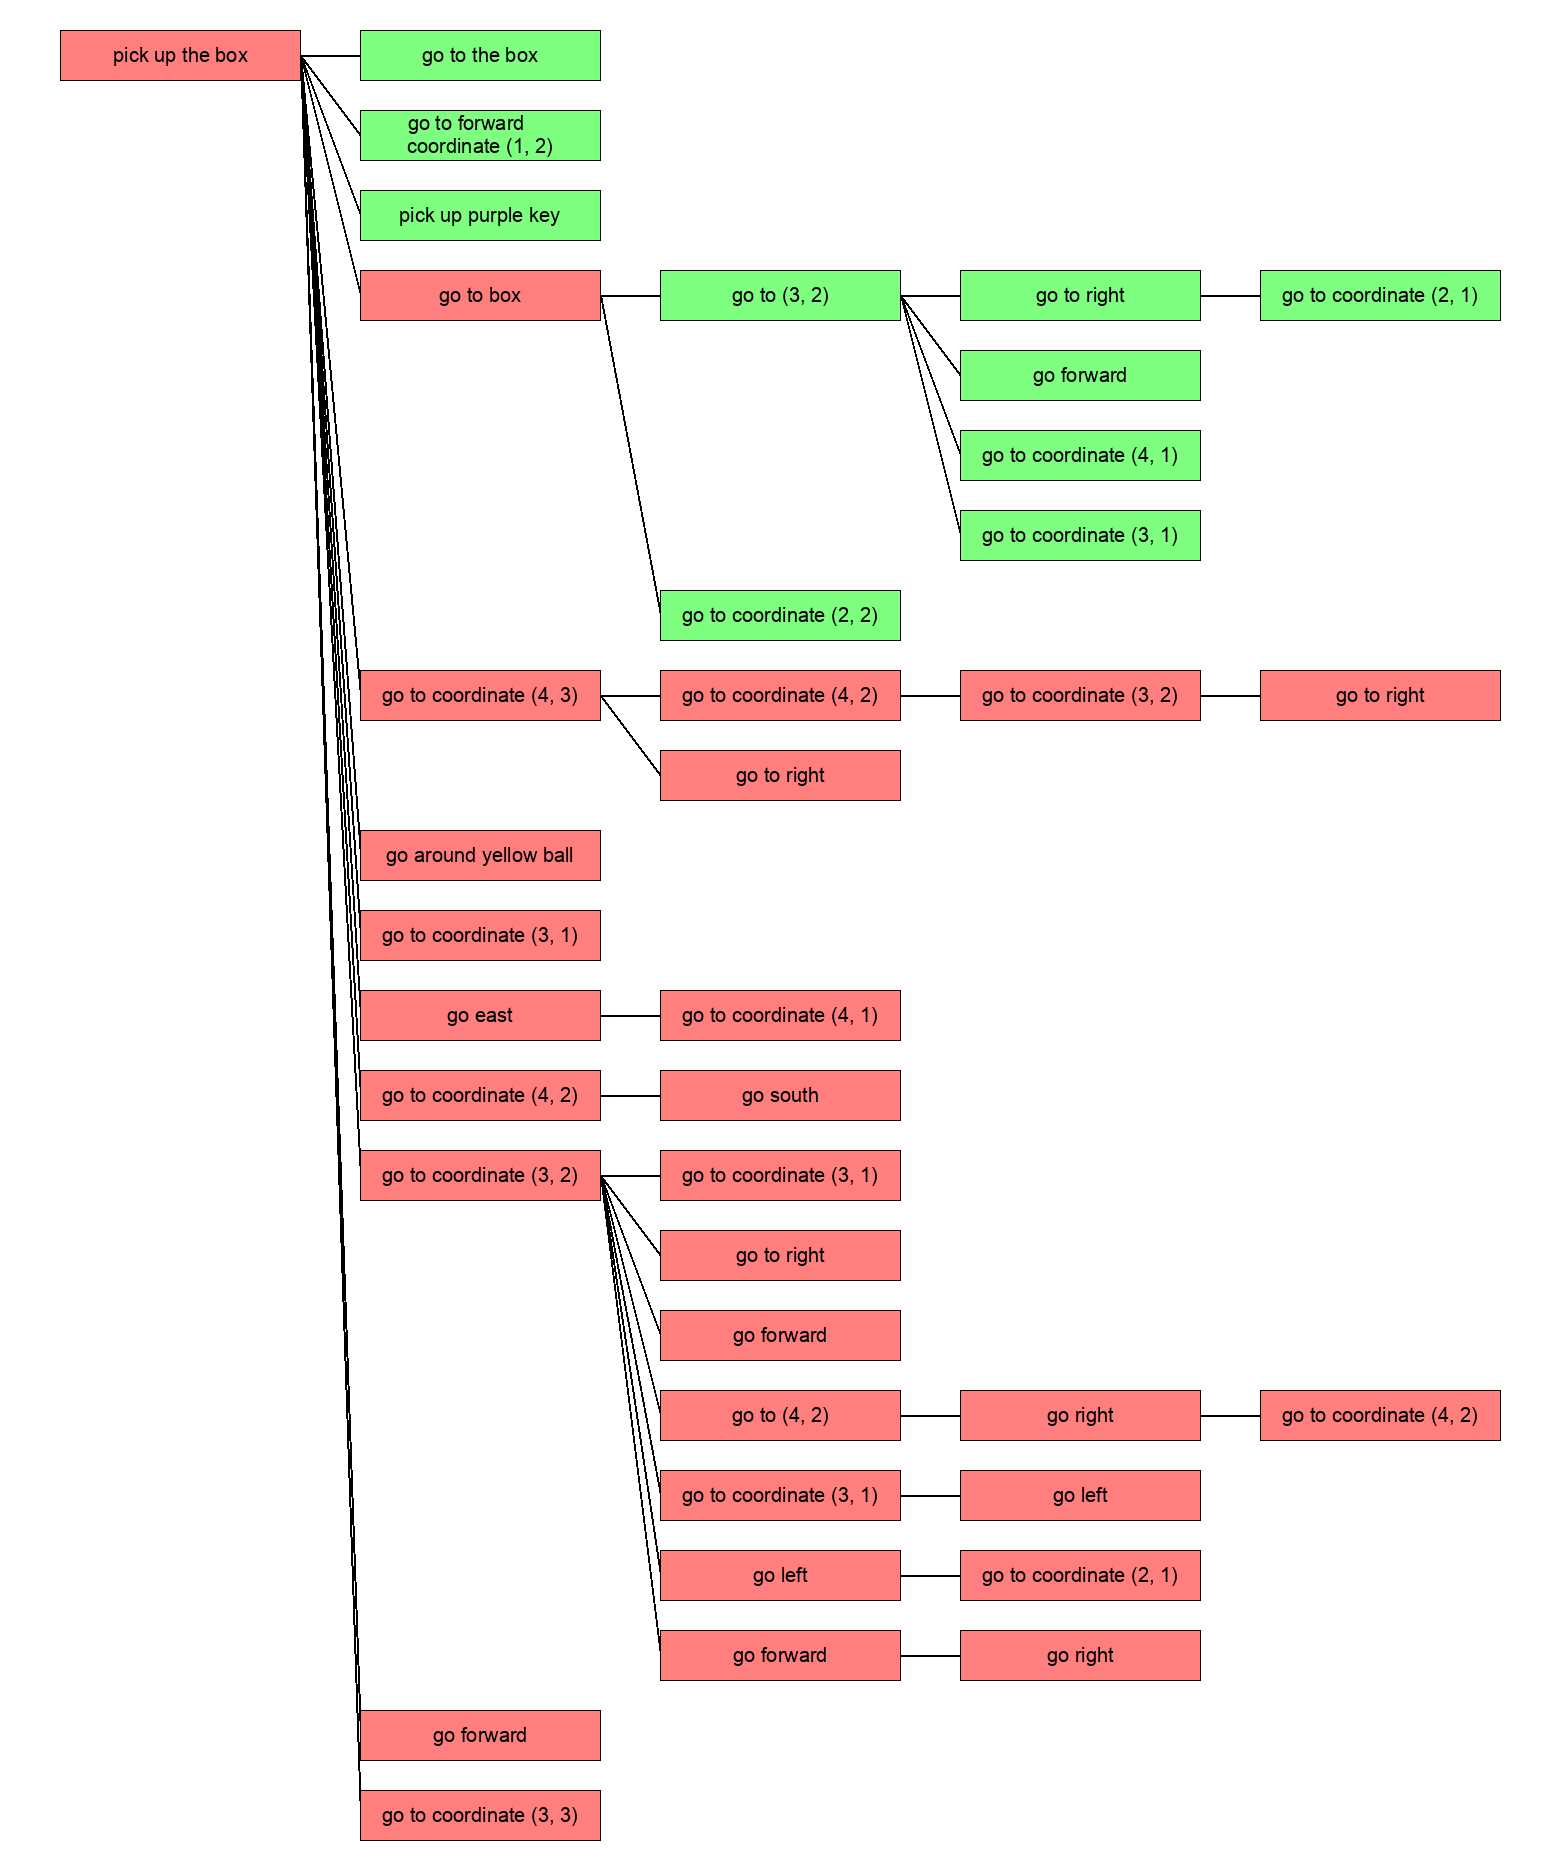 pick up the box
go to the box
go to forward
coordinate (1, 2)
pick up purple key
go to box
go to (3, 2)
go to right
go to coordinate (2, 1)
go forward
go to coordinate (4, 1)
go to coordinate (3, 1)
go to coordinate (2, 2)
go to coordinate (4, 3)
go to coordinate (4, 2)
go to coordinate (3, 2)
go to right
go to right
go around yellow ball
go to coordinate (3, 1)
go east
go to coordinate (4, 1)
go to coordinate (4, 2)
go south
go to coordinate (3, 2)
go to coordinate (3, 1)
go to right
go forward
go to (4, 2)
go right
go to coordinate (4, 2)
go to coordinate (3, 1)
go left
go left
go to coordinate (2, 1)
go forward
go right
go forward
go to coordinate (3, 3)